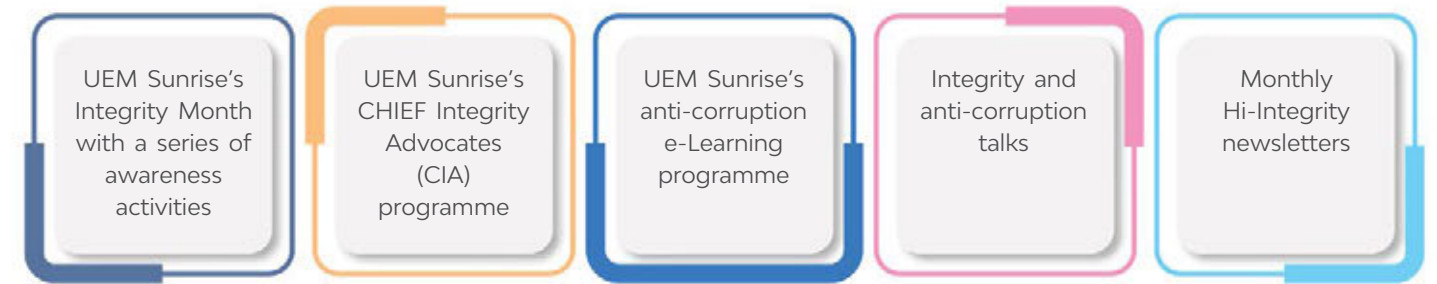 UEM Sunrise's
Integrity Month
with a series of
awareness
activities
UEM Sunrise's
CHIEF Integrity
Advocates
(CIA)
programme
UEM Sunrise's
anti-corruption
e-Learning
programme
Integrity and
anti-corruption
talks
Monthly
Hi-Integrity
newsletters